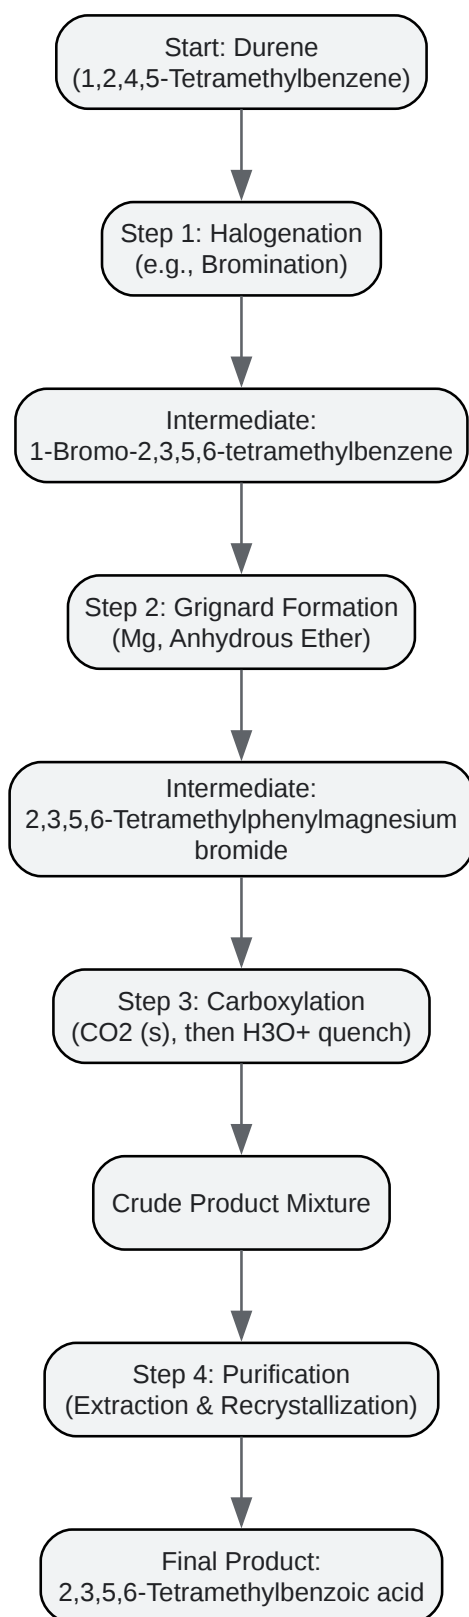 Start: Durene
(1,2,4,5-Tetramethylbenzene)
Step 1: Halogenation
(e.g., Bromination)
Intermediate:
1-Bromo-2,3,5,6-tetramethylbenzene
Step 2: Grignard Formation
(Mg, Anhydrous Ether)
Intermediate:
2,3,5,6-Tetramethylphenylmagnesium
bromide
Step 3: Carboxylation
(CO2 (s), then H3O+ quench)
Crude Product Mixture
Step 4: Purification
(Extraction & Recrystallization)
Final Product:
2,3,5,6-Tetramethylbenzoic acid